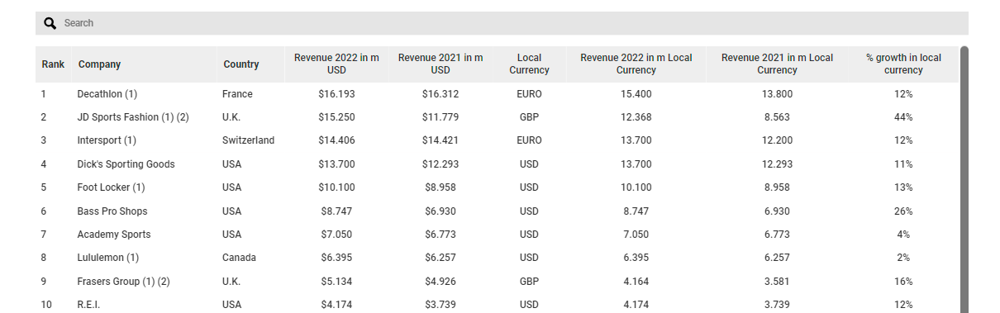 Search
Rank Company Country Revenue 2022 in m USD Revenue 2021 in m USD Local Currency Revenue 2022 in m Local Currency Revenue 2021 in m Local Currency % growth in local currency
1 Decathlon (1) France $16.193 $16.312 EURO 15.400 13.800 12%
2 JD Sports Fashion (1) (2) U.K. $15.250 $11.779 GBP 12.368 8.563 44%
3 Intersport (1) Switzerland $14.406 $14.421 EURO 13.700 12.200 12%
4 Dick's Sporting Goods USA $13.700 $12.293 USD 13.700 12.293 11%
5 Foot Locker (1) USA $10.100 $8.958 USD 10.100 8.958 13%
6 Bass Pro Shops USA $8.747 $6.930 USD 8.747 6.930 26%
7 Academy Sports USA $7.050 $6.773 USD 7.050 6.773 4%
8 Lululemon (1) Canada $6.395 $6.257 USD 6.395 6.257 2%
9 Frasers Group (1) (2) U.K. $5.134 $4.926 GBP 4.164 3.581 16%
10 R.E.I. USA $4.174 $3.739 USD 4.174 3.739 12%